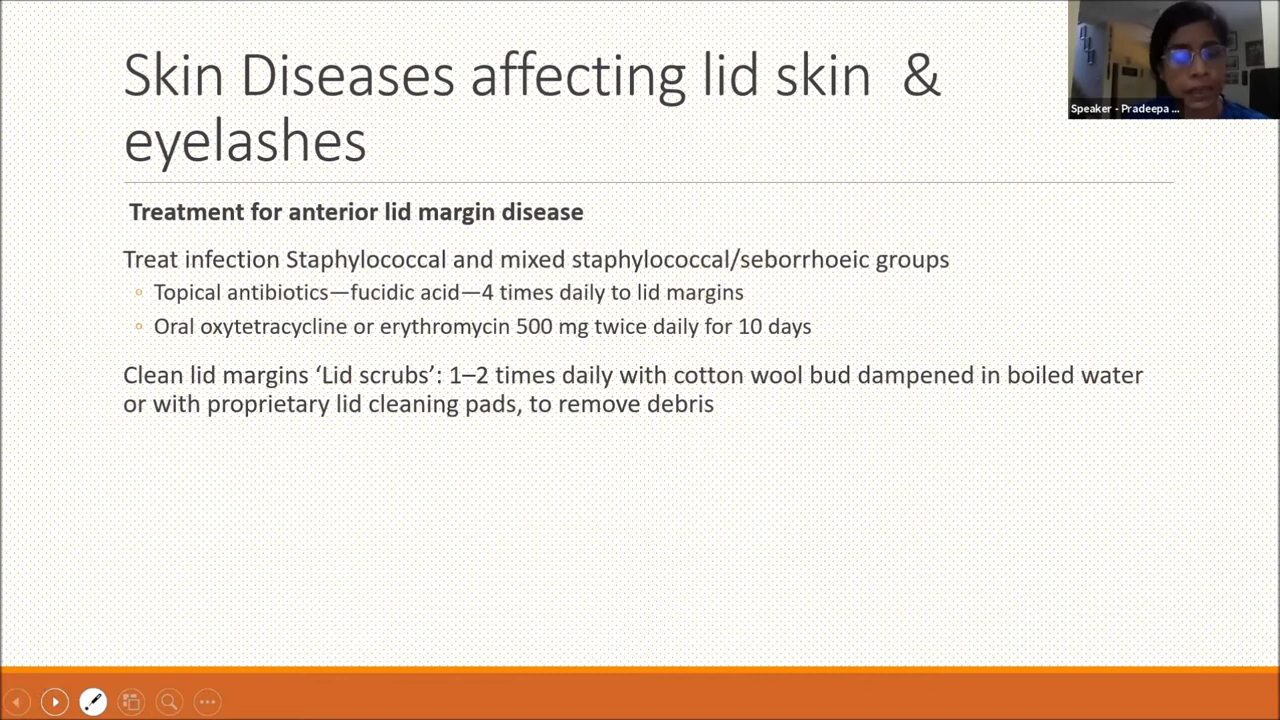 Skin Diseases affecting lid skin &
eyelashes
Speaker - Pradeepa ...
Treatment for anterior lid margin disease
Treat infection Staphylococcal and mixed staphylococcal/seborrhoeic groups
◦ Topical antibiotics—fucidic acid—4 times daily to lid margins
◦ Oral oxytetracycline or erythromycin 500 mg twice daily for 10 days
Clean lid margins ‘Lid scrubs’: 1–2 times daily with cotton wool bud dampened in boiled water
or with proprietary lid cleaning pads, to remove debris